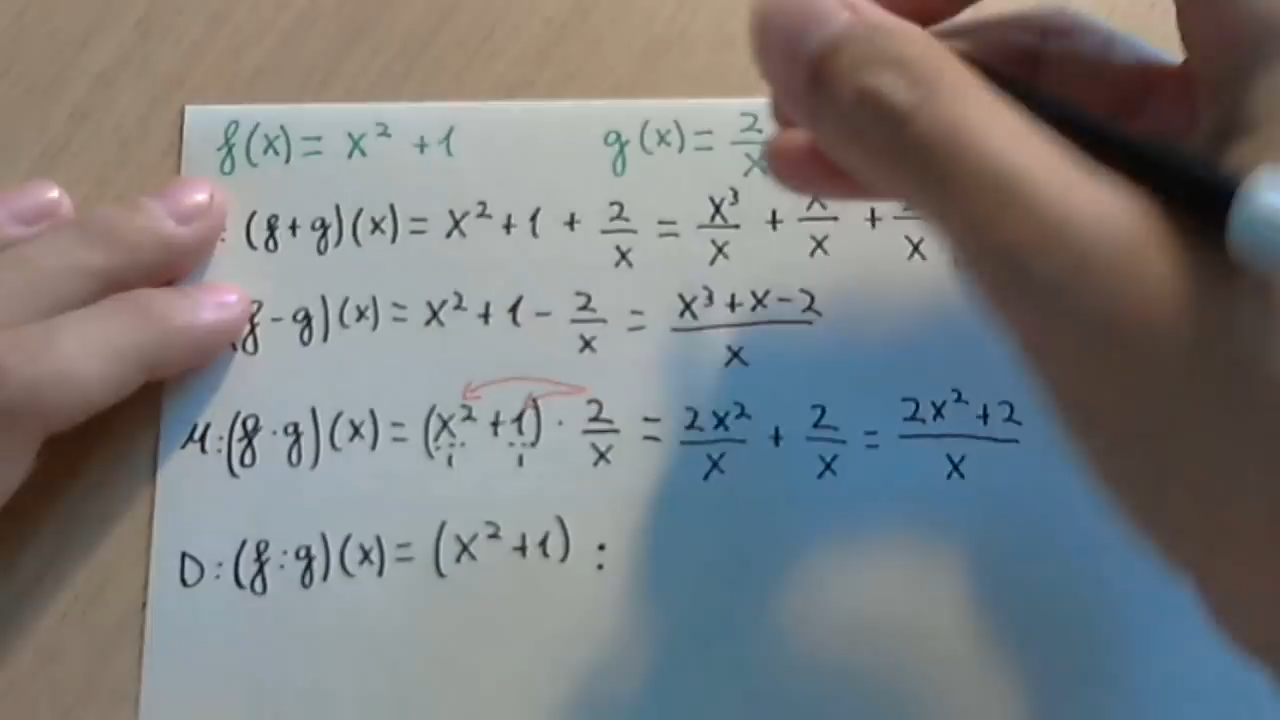 f(x) = x² + 1 g(x) = 2/x
(f+g)(x) = x² + 1 + 2/x = x³/x + x/x +
f - g)(x) = x² + 1 - 2/x = (x³ + x - 2)/x
M: (f · g)(x) = (x² + 1) · 2/x = 2x²/x + 2/x = (2x² + 2)/x
D: (f : g)(x) = (x² + 1) :